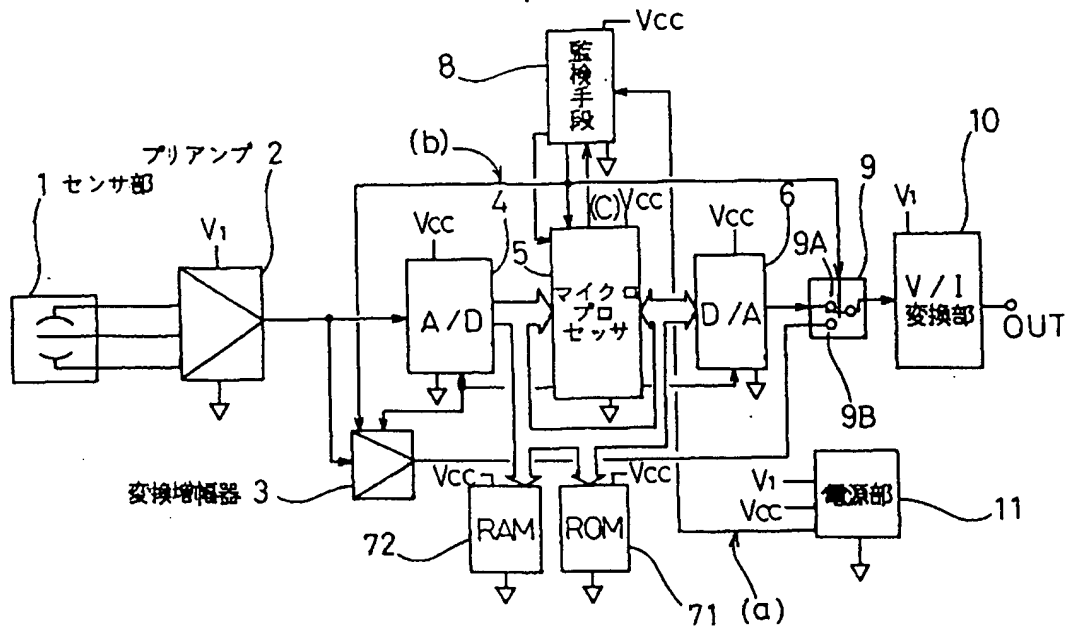 VCC
監検手段
8
(b)
プリアンプ 2
1 センサ部
V1
VCC
4
A/D
(C)
VCC
5
マイクロ
プロ
セッサ
VCC
6
D/A
9A
9
9B
V1
10
V/I
変換部
OUT
変換増幅器 3
VCC
RAM
72
VCC
ROM
71
(a)
V1
VCC
電源部
11